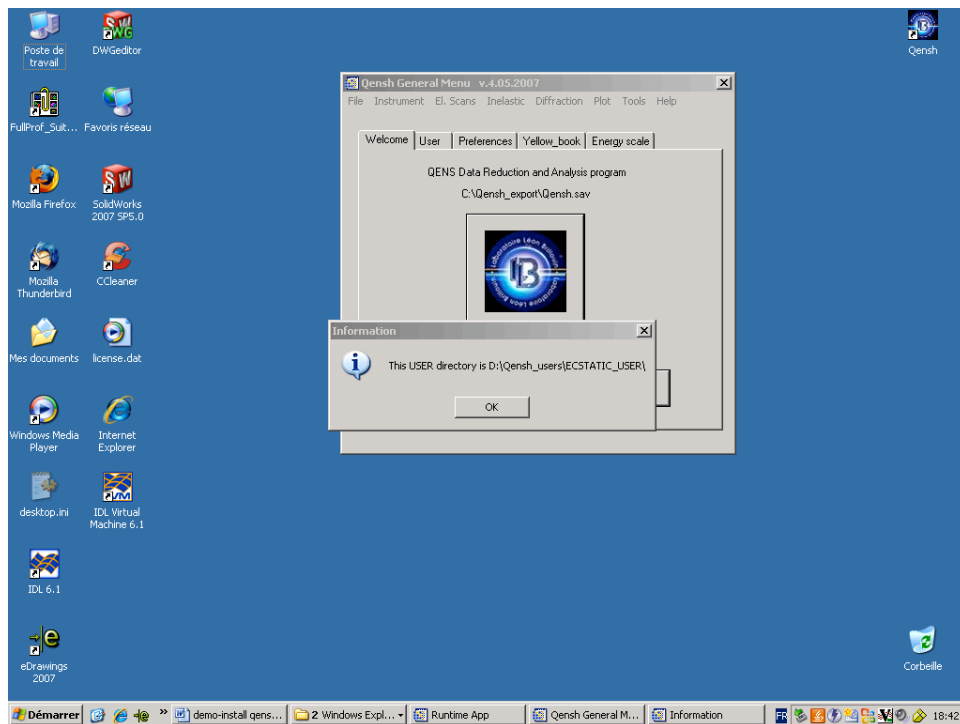 Poste de
travail
DWGeditor
Qensh
FullProf_Suit...
Favoris réseau
Mozilla Firefox
SolidWorks
2007 SP5.0
Mozilla
Thunderbird
CCleaner
Mes documents
license.dat
Windows Media
Player
Internet
Explorer
desktop.ini
IDL Virtual
Machine 6.1
IDL 6.1
eDrawings
2007
Corbeille
Qensh General Menu v.4.05.2007
File Instrument El. Scans Inelastic Diffraction Plot Tools Help
Welcome User Preferences Yellow_book Energy scale
QENS Data Reduction and Analysis program
C:\Qensh_export\Qensh.sav
Laboratoire Léon Brillouin
LLB
Information
This USER directory is D:\Qensh_users\ECSTATIC_USER\
OK
Démarrer » demo-install qens... 2 Windows Expl... Runtime App Qensh General M... Information FR 18:42